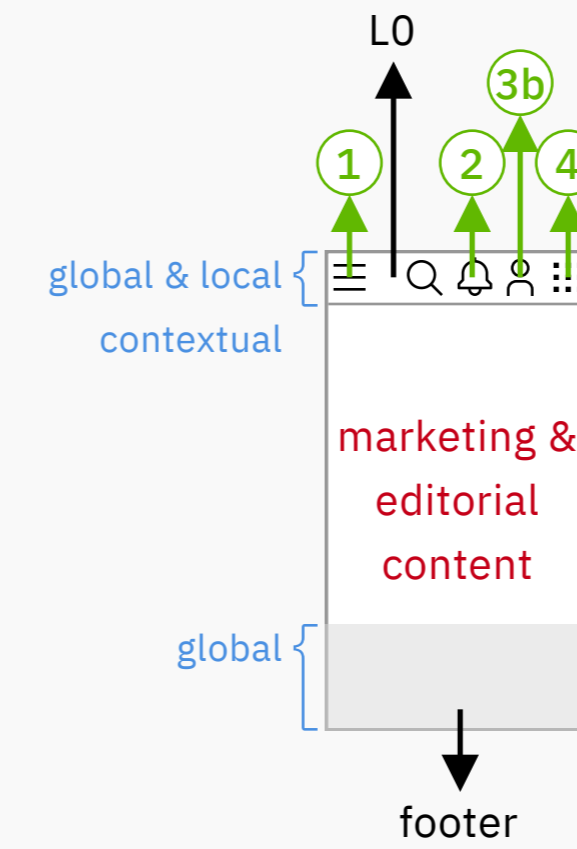 L0
3b
1
2
4
global & local
contextual
marketing &
editorial
content
global
footer